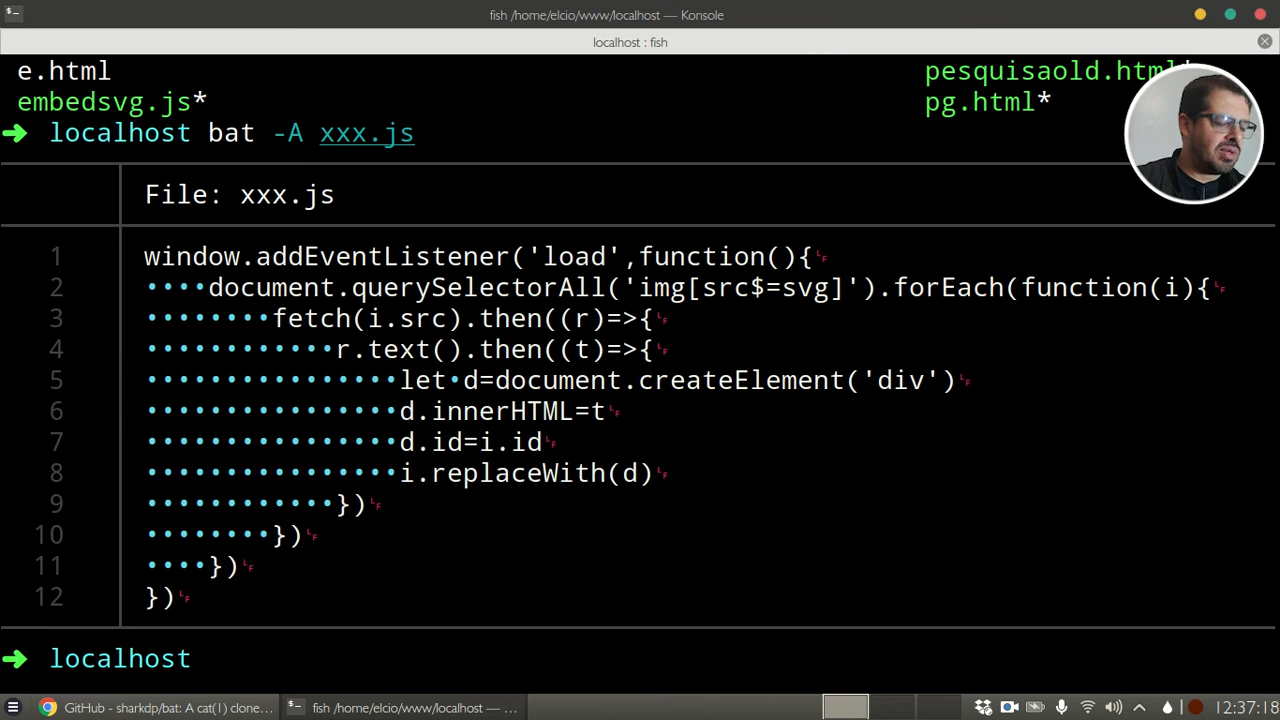 fish /home/elcio/www/localhost — Konsole
localhost : fish
e.html pesquisaold.html*
embedsvg.js* pg.html*
➜ localhost bat -A xxx.js
File: xxx.js
1 window.addEventListener('load',function(){␊
2 ····document.querySelectorAll('img[src$=svg]').forEach(function(i){␊
3 ········fetch(i.src).then((r)=>{␊
4 ············r.text().then((t)=>{␊
5 ················let·d=document.createElement('div')␊
6 ················d.innerHTML=t␊
7 ················d.id=i.id␊
8 ················i.replaceWith(d)␊
9 ············})␊
10 ········})␊
11 ····})␊
12 })␊
➜ localhost
GitHub - sharkdp/bat: A cat(1) clone... fish /home/elcio/www/localhost — ... 12:37:18